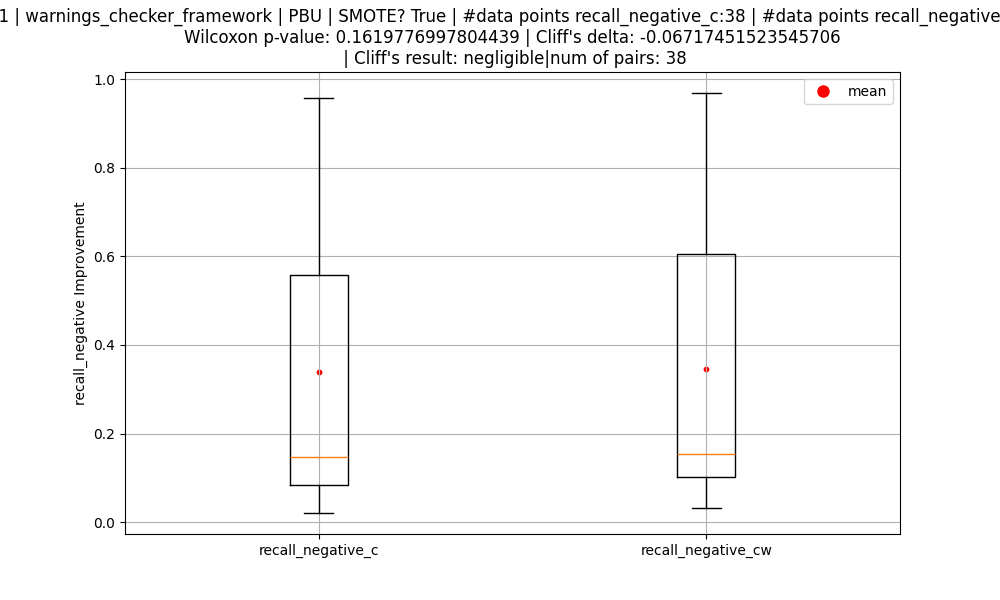 1 | warnings_checker_framework | PBU | SMOTE? True | #data points recall_negative_c:38 | #data points recall_negative
Wilcoxon p-value: 0.1619776997804439 | Cliff's delta: -0.06717451523545706
| Cliff's result: negligible|num of pairs: 38
mean
1.0
0.8
0.6
0.4
0.2
0.0
recall_negative Improvement
recall_negative_c
recall_negative_cw